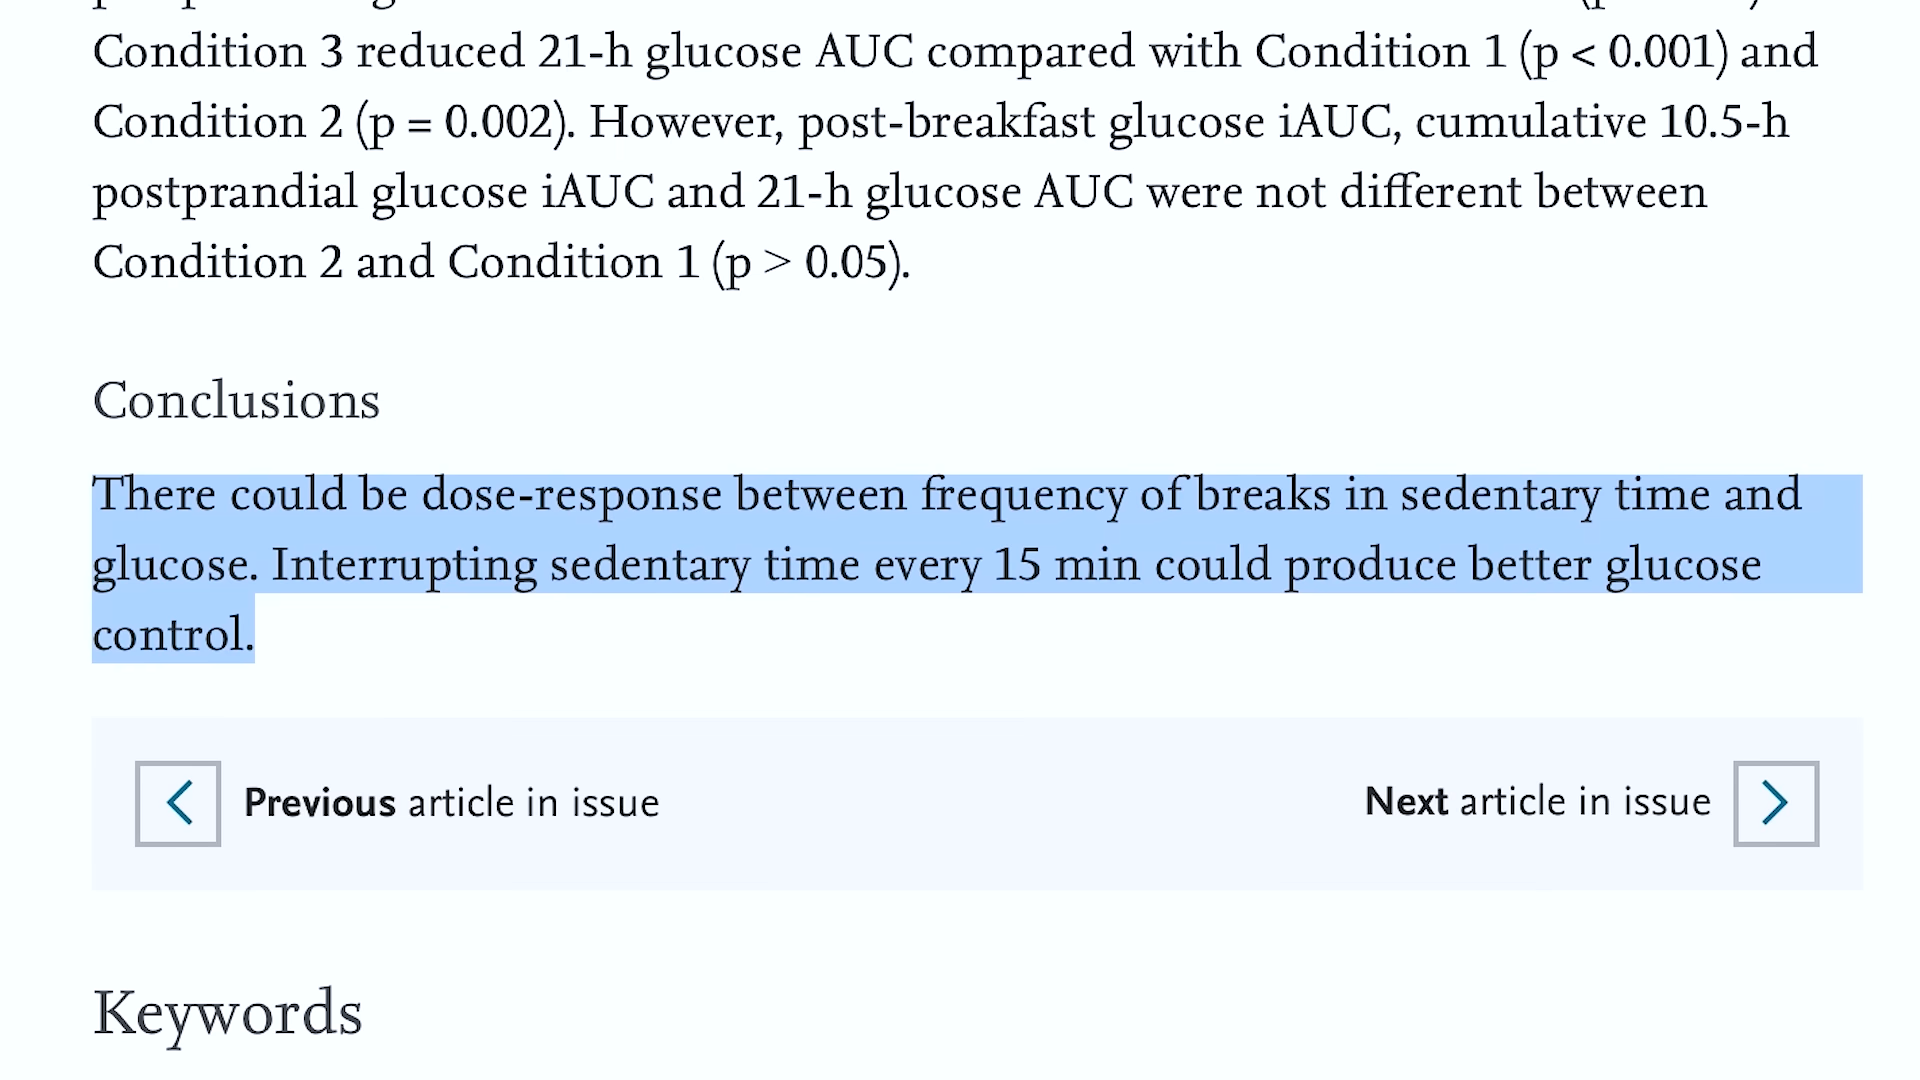 Condition 3 reduced 21-h glucose AUC compared with Condition 1 (p < 0.001) and
Condition 2 (p = 0.002). However, post-breakfast glucose iAUC, cumulative 10.5-h
postprandial glucose iAUC and 21-h glucose AUC were not different between
Condition 2 and Condition 1 (p > 0.05).
Conclusions
There could be dose-response between frequency of breaks in sedentary time and
glucose. Interrupting sedentary time every 15 min could produce better glucose
control.
Previous article in issue
Next article in issue
Keywords